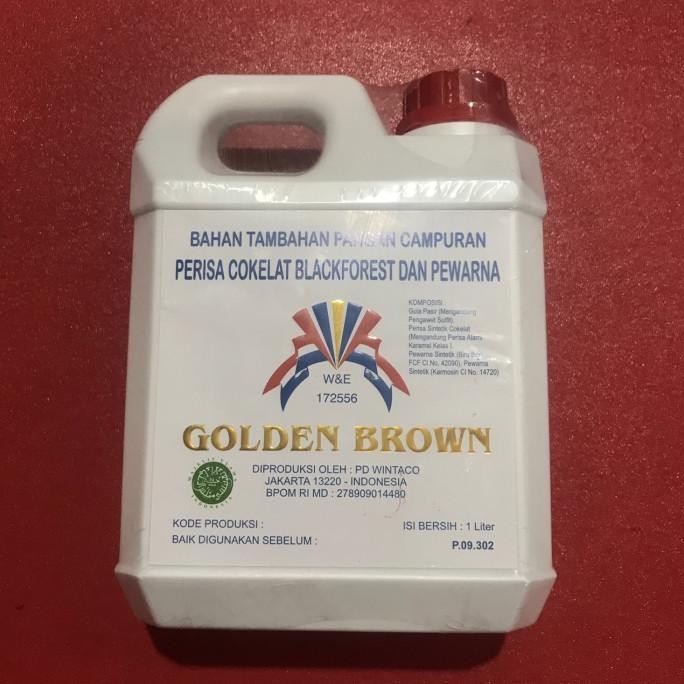 BAHAN TAMBAHAN PANGAN CAMPURAN
PERISA COKELAT BLACKFOREST DAN PEWARNA
KOMPOSISI :
Gula Pasir (Mengandung
Pengawet Sulfit),
Perisa Sintetik Cokelat
(Mengandung Perisa Alami
Karamel Kelas I,
Pewarna Sintetik (Biru
FCF CI No. 42090), Pewarna
Sintetik (Karmosin CI No. 14720)
W&E
172556
GOLDEN BROWN
DIPRODUKSI OLEH : PD WINTACO
JAKARTA 13220 - INDONESIA
BPOM RI MD : 278909014480
KODE PRODUKSI :
ISI BERSIH : 1 Liter
BAIK DIGUNAKAN SEBELUM :
P.09.302